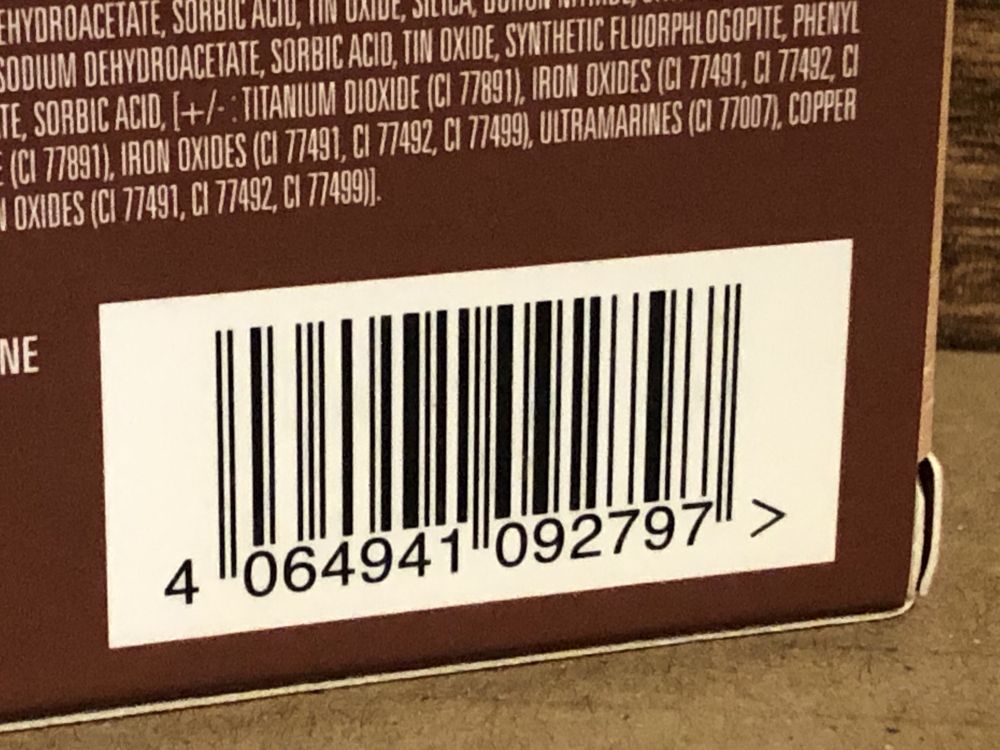 EHYDROACETATE, SORBIC ACID, TIN OXIDE, SILICA,
SODIUM DEHYDROACETATE, SORBIC ACID, TIN OXIDE, SYNTHETIC FLUORPHLOGOPITE, PHENYL
TE, SORBIC ACID, [+/- : TITANIUM DIOXIDE (CI 77891), IRON OXIDES (CI 77491, CI 77492, CI
(CI 77891), IRON OXIDES (CI 77491, CI 77492, CI 77499), ULTRAMARINES (CI 77007), COPPER
N OXIDES (CI 77491, CI 77492, CI 77499)].
NE
4 064941 092797 >